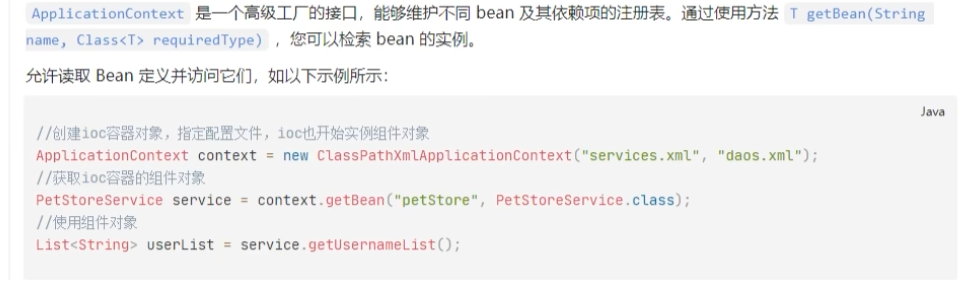 ApplicationContext 是一个高级工厂的接口，能够维护不同 bean 及其依赖项的注册表。通过使用方法 T getBean(String
name, Class<T> requiredType) ，您可以检索 bean 的实例。
允许读取 Bean 定义并访问它们，如以下示例所示：
Java
//创建ioc容器对象，指定配置文件，ioc也开始实例组件对象
ApplicationContext context = new ClassPathXmlApplicationContext("services.xml", "daos.xml");
//获取ioc容器的组件对象
PetStoreService service = context.getBean("petStore", PetStoreService.class);
//使用组件对象
List<String> userList = service.getUsernameList();